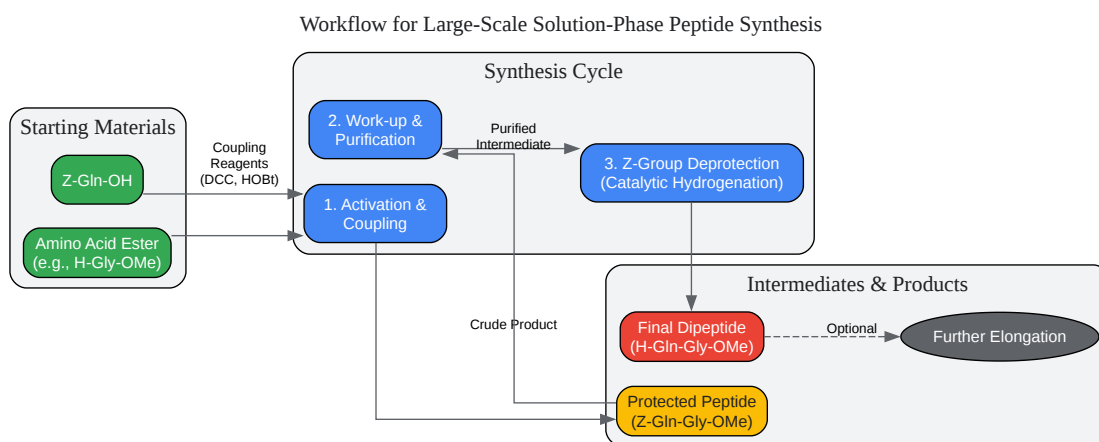 Workflow for Large-Scale Solution-Phase Peptide Synthesis
Synthesis Cycle
Starting Materials
2. Work-up &
Purification
Purified
Intermediate
3. Z-Group Deprotection
(Catalytic Hydrogenation)
Coupling
Reagents
(DCC, HOBt)
Z-Gln-OH
1. Activation &
Coupling
Amino Acid Ester
(e.g., H-Gly-OMe)
Intermediates & Products
Crude Product
Final Dipeptide
(H-Gln-Gly-OMe)
Optional
Further Elongation
Protected Peptide
(Z-Gln-Gly-OMe)